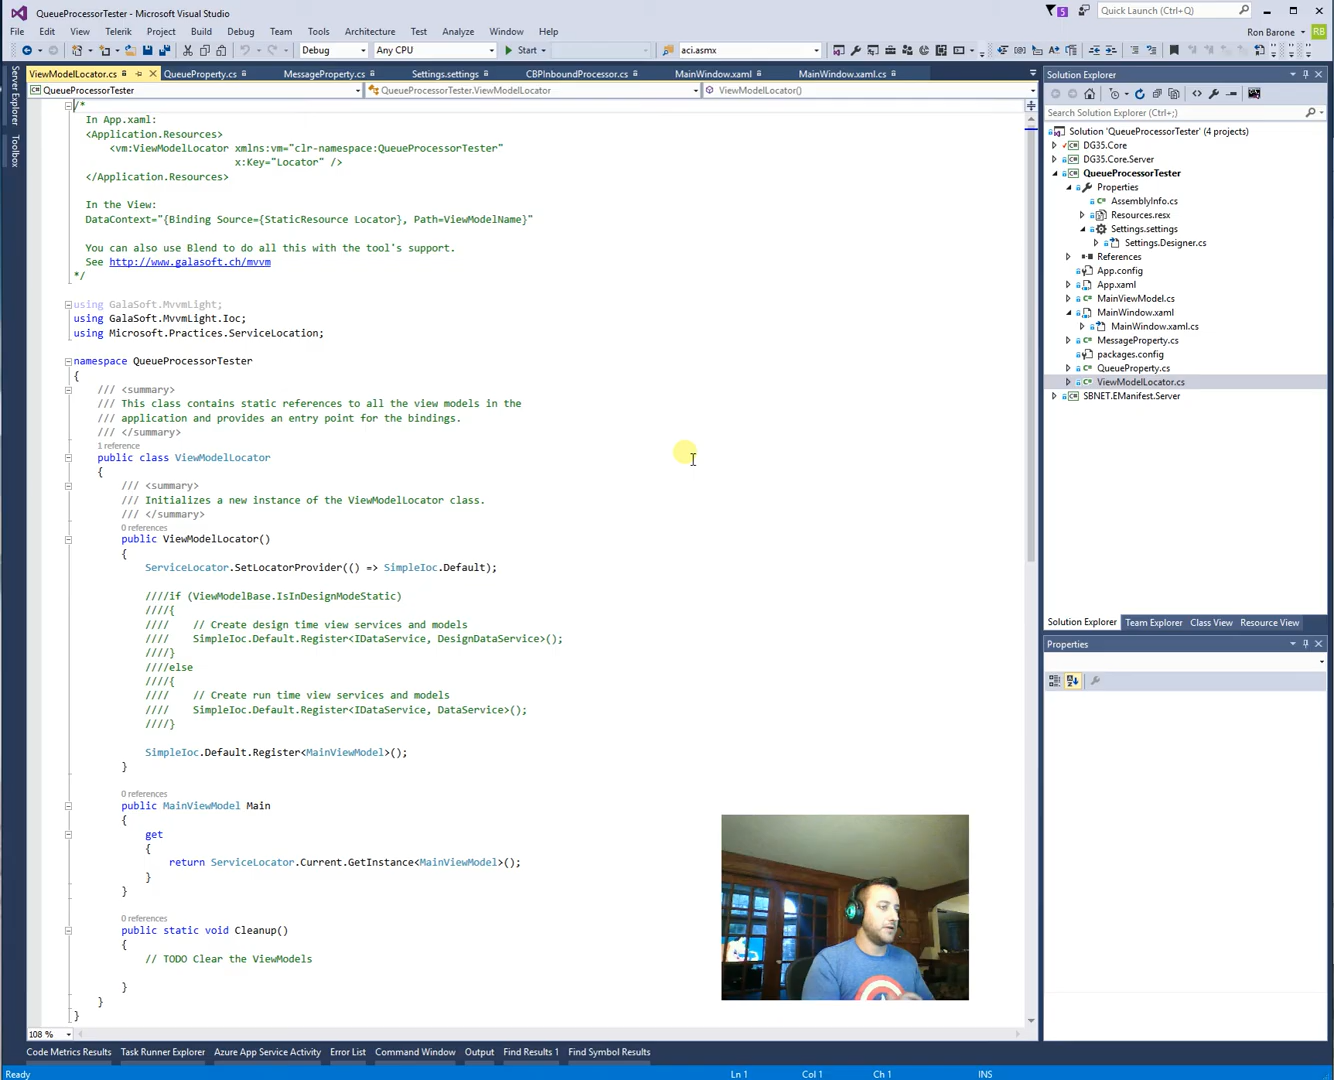 QueueProcessorTester - Microsoft Visual Studio
5
Quick Launch (Ctrl+Q)
File Edit View Telerik Project Build Debug Team Tools Architecture Test Analyze Window Help
Ron Barone RB
Debug Any CPU Start aci.asmx
Server Explorer
Toolbox
ViewModelLocator.cs QueueProperty.cs MessageProperty.cs Settings.settings CBPInboundProcessor.cs MainWindow.xaml MainWindow.xaml.cs
QueueProcessorTester QueueProcessorTester.ViewModelLocator ViewModelLocator()
/*
In App.xaml:
<Application.Resources>
<vm:ViewModelLocator xmlns:vm="clr-namespace:QueueProcessorTester"
x:Key="Locator" />
</Application.Resources>
In the View:
DataContext="{Binding Source={StaticResource Locator}, Path=ViewModelName}"
You can also use Blend to do all this with the tool's support.
See http://www.galasoft.ch/mvvm
*/
using GalaSoft.MvvmLight;
using GalaSoft.MvvmLight.Ioc;
using Microsoft.Practices.ServiceLocation;
namespace QueueProcessorTester
{
/// <summary>
/// This class contains static references to all the view models in the
/// application and provides an entry point for the bindings.
/// </summary>
1 reference
public class ViewModelLocator
{
/// <summary>
/// Initializes a new instance of the ViewModelLocator class.
/// </summary>
0 references
public ViewModelLocator()
{
ServiceLocator.SetLocatorProvider(() => SimpleIoc.Default);
////if (ViewModelBase.IsInDesignModeStatic)
////{
////    // Create design time view services and models
////    SimpleIoc.Default.Register<IDataService, DesignDataService>();
////}
////else
////{
////    // Create run time view services and models
////    SimpleIoc.Default.Register<IDataService, DataService>();
////}
SimpleIoc.Default.Register<MainViewModel>();
}
0 references
public MainViewModel Main
{
get
{
return ServiceLocator.Current.GetInstance<MainViewModel>();
}
}
0 references
public static void Cleanup()
{
// TODO Clear the ViewModels
}
}
}
108 %
Solution Explorer
Search Solution Explorer (Ctrl+;)
Solution 'QueueProcessorTester' (4 projects)
DG35.Core
DG35.Core.Server
QueueProcessorTester
Properties
AssemblyInfo.cs
Resources.resx
Settings.settings
Settings.Designer.cs
References
App.config
App.xaml
MainViewModel.cs
MainWindow.xaml
MainWindow.xaml.cs
MessageProperty.cs
packages.config
QueueProperty.cs
ViewModelLocator.cs
SBNET.EManifest.Server
Solution Explorer Team Explorer Class View Resource View
Properties
Code Metrics Results Task Runner Explorer Azure App Service Activity Error List Command Window Output Find Results 1 Find Symbol Results
Ready Ln 1 Col 1 Ch 1 INS